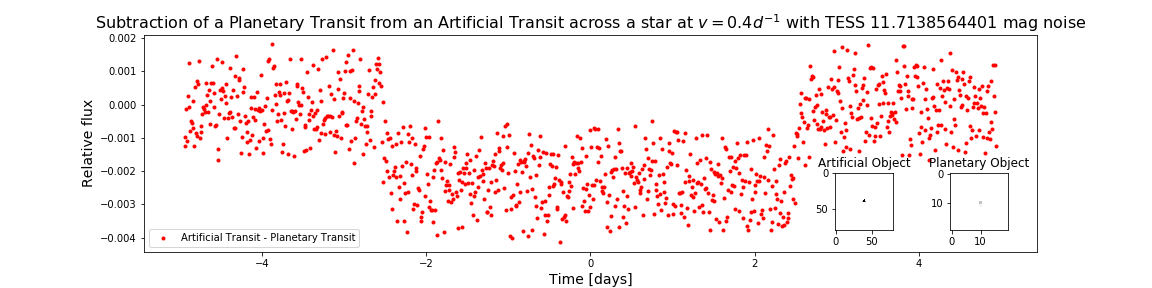 Subtraction of a Planetary Transit from an Artificial Transit across a star at v = 0.4d⁻¹ with TESS 11.7138564401 mag noise
Relative flux
0.002
0.001
0.000
−0.001
−0.002
−0.003
−0.004
Artificial Transit - Planetary Transit
Artificial Object
0
50
0 50
Planetary Object
0
10
0 10
−4 −2 0 2 4
Time [days]